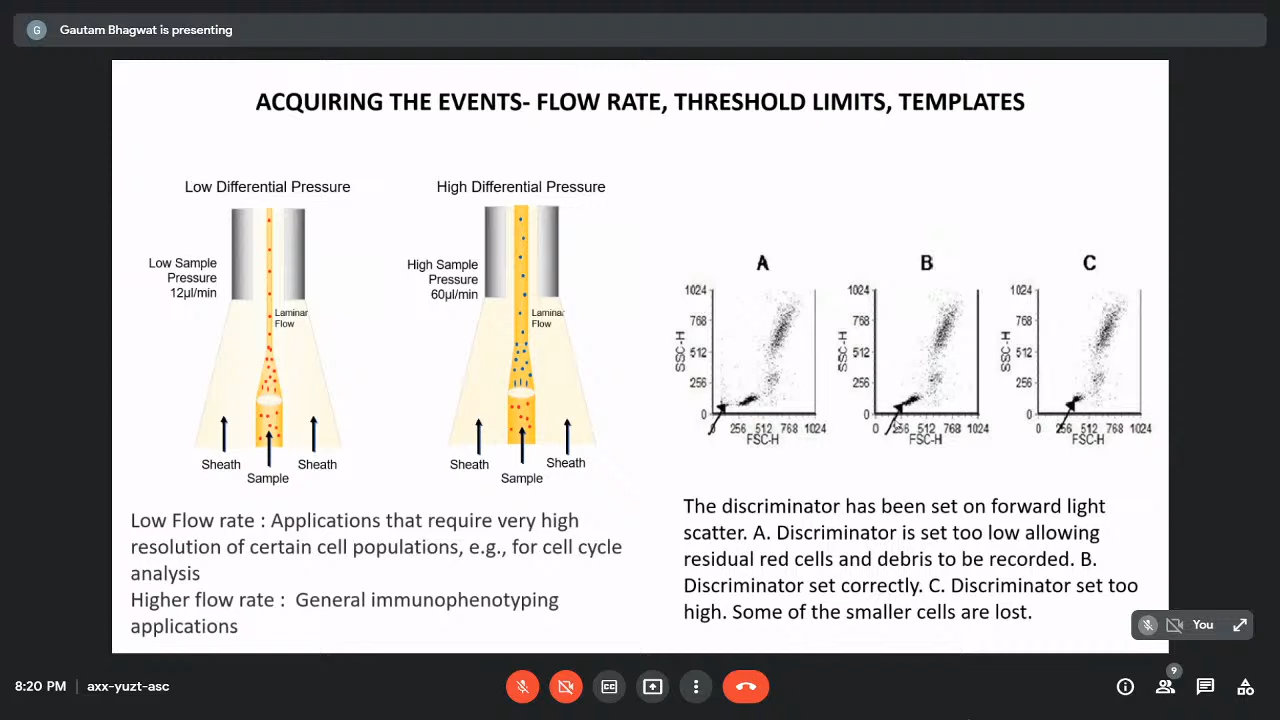 G
Gautam Bhagwat is presenting
ACQUIRING THE EVENTS- FLOW RATE, THRESHOLD LIMITS, TEMPLATES
Low Differential Pressure
Low Sample
Pressure
12µl/min
Laminar
Flow
Sheath
Sheath
Sample
High Differential Pressure
High Sample
Pressure
60µl/min
Laminar
Flow
Sheath
Sheath
Sample
A
1024
768
512
256
0
SSC-H
0 256 512 768 1024
FSC-H
B
1024
768
512
256
0
SSC-H
0 256 512 768 1024
FSC-H
C
1024
768
512
256
0
SSC-H
0 256 512 768 1024
FSC-H
Low Flow rate : Applications that require very high
resolution of certain cell populations, e.g., for cell cycle
analysis
Higher flow rate : General immunophenotyping
applications
The discriminator has been set on forward light
scatter. A. Discriminator is set too low allowing
residual red cells and debris to be recorded. B.
Discriminator set correctly. C. Discriminator set too
high. Some of the smaller cells are lost.
You
8:20 PM | axx-yuzt-asc
CC
9